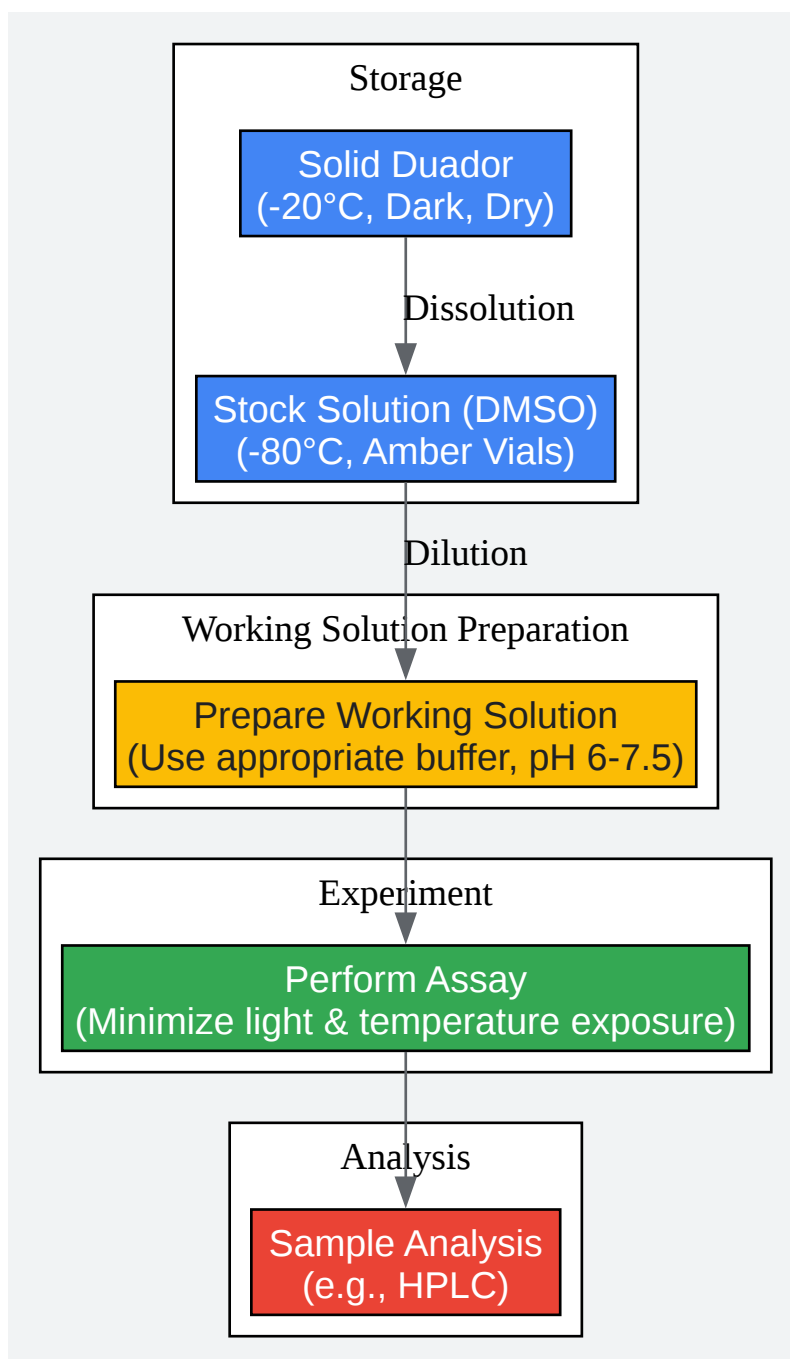 Storage
Solid Duador
(-20°C, Dark, Dry)
Dissolution
Stock Solution (DMSO)
(-80°C, Amber Vials)
Dilution
Working Solution Preparation
Prepare Working Solution
(Use appropriate buffer, pH 6-7.5)
Experiment
Perform Assay
(Minimize light & temperature exposure)
Analysis
Sample Analysis
(e.g., HPLC)